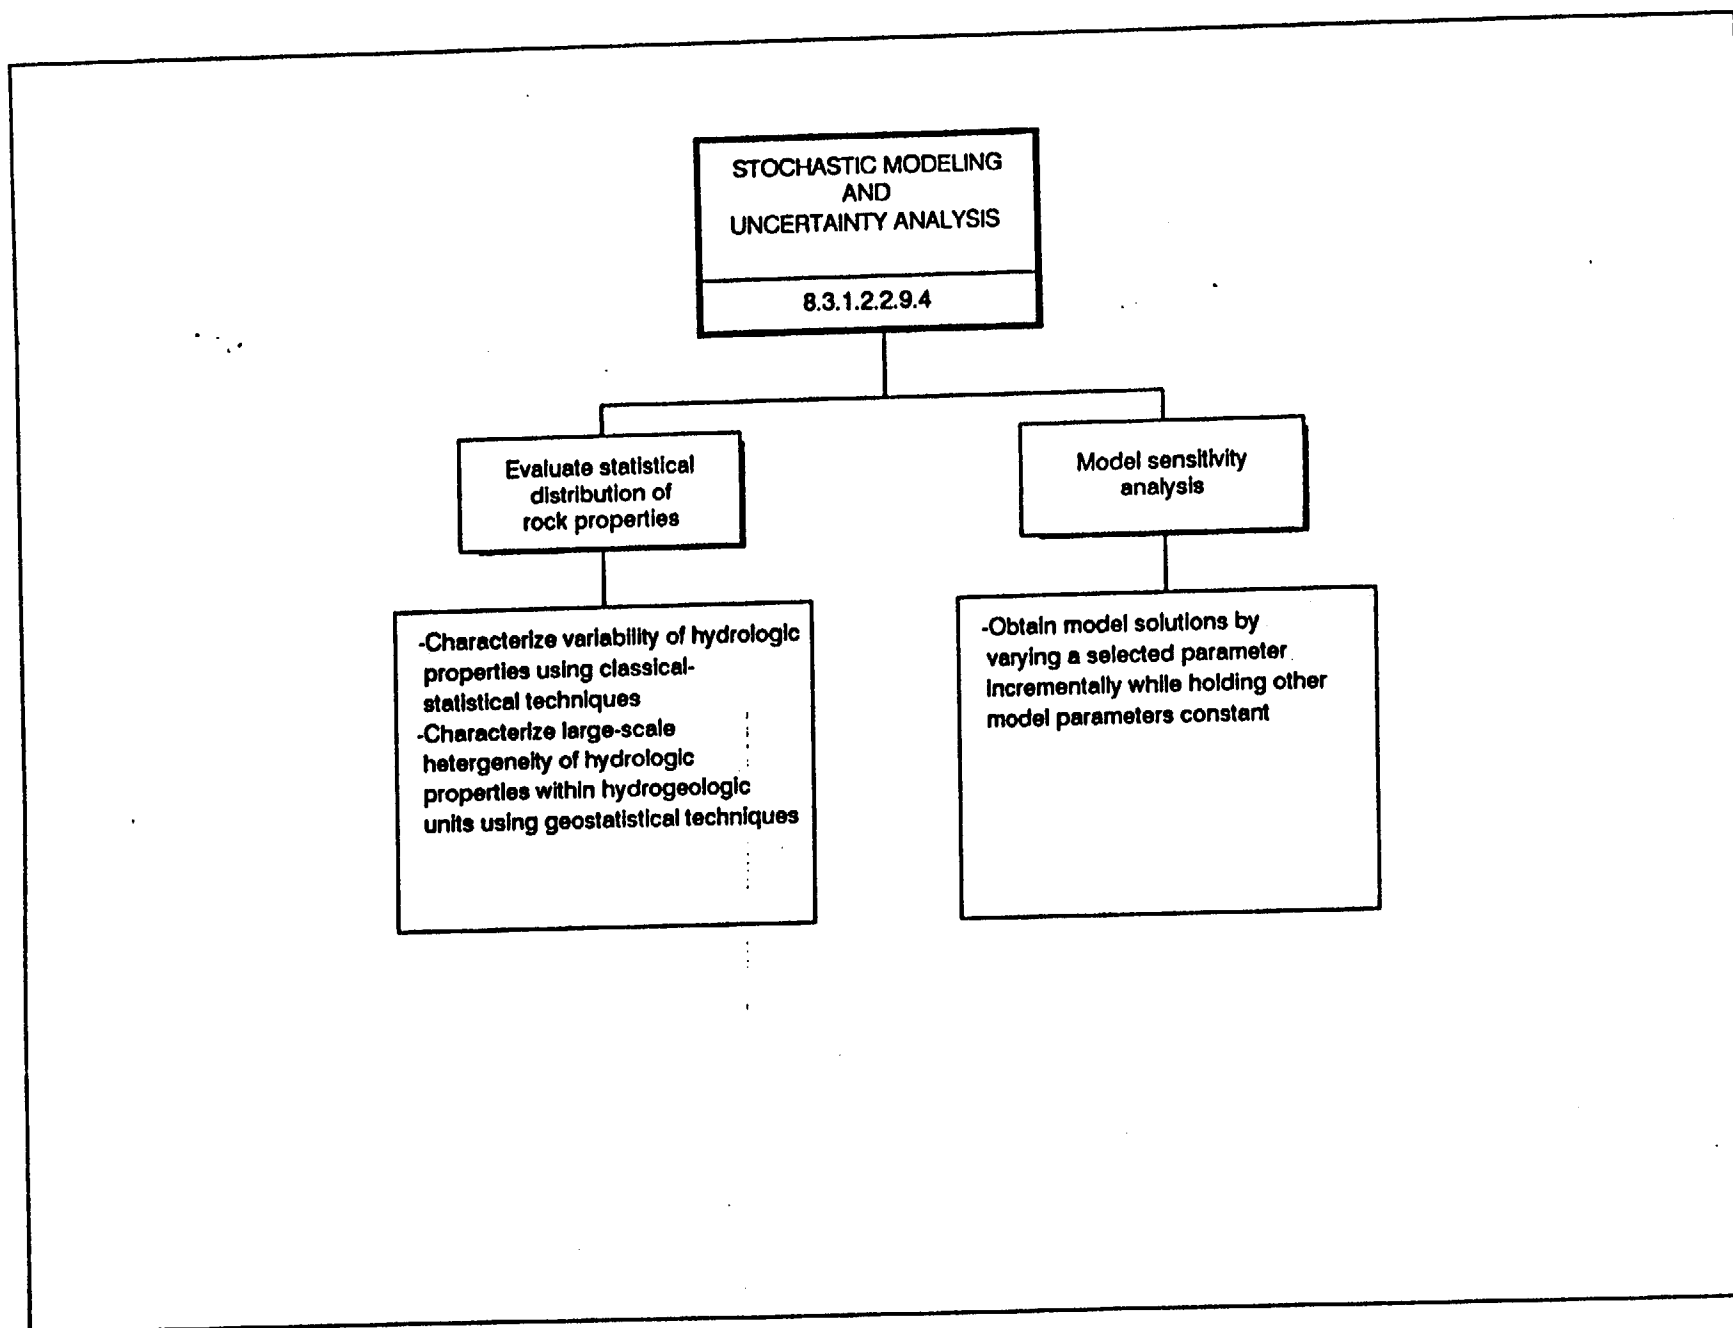 STOCHASTIC MODELING
AND
UNCERTAINTY ANALYSIS
8.3.1.2.2.9.4
Evaluate statistical
distribution of
rock properties
Model sensitivity
analysis
-Characterize variability of hydrologic
properties using classical-
statistical techniques
-Characterize large-scale
hetergeneity of hydrologic
properties within hydrogeologic
units using geostatistical techniques
-Obtain model solutions by
varying a selected parameter
incrementally while holding other
model parameters constant